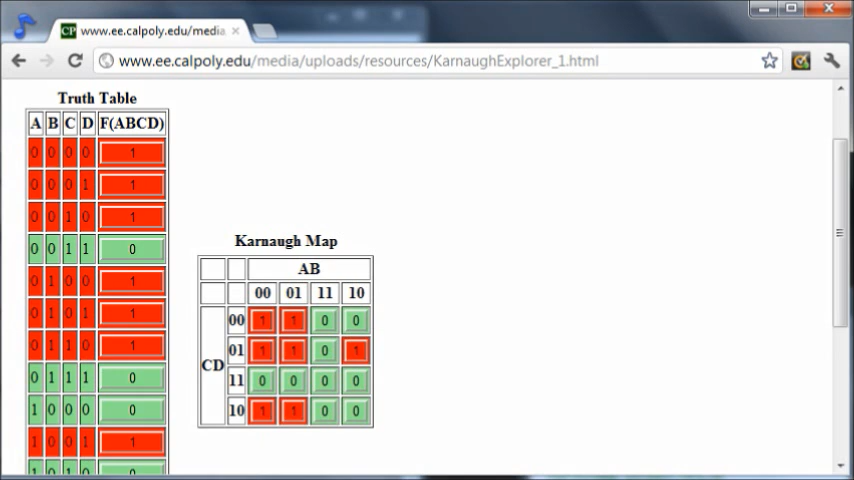 www.ee.calpoly.edu/media
www.ee.calpoly.edu/media/uploads/resources/KarnaughExplorer_1.html
Truth Table
A B C D F(ABCD)
0 0 0 0 1
0 0 0 1 1
0 0 1 0 1
0 0 1 1 0
0 1 0 0 1
0 1 0 1 1
0 1 1 0 1
0 1 1 1 0
1 0 0 0 0
1 0 0 1 1
1 0 1 0 0
Karnaugh Map
AB
00 01 11 10
CD
00 1 1 0 0
01 1 1 0 1
11 0 0 0 0
10 1 1 0 0